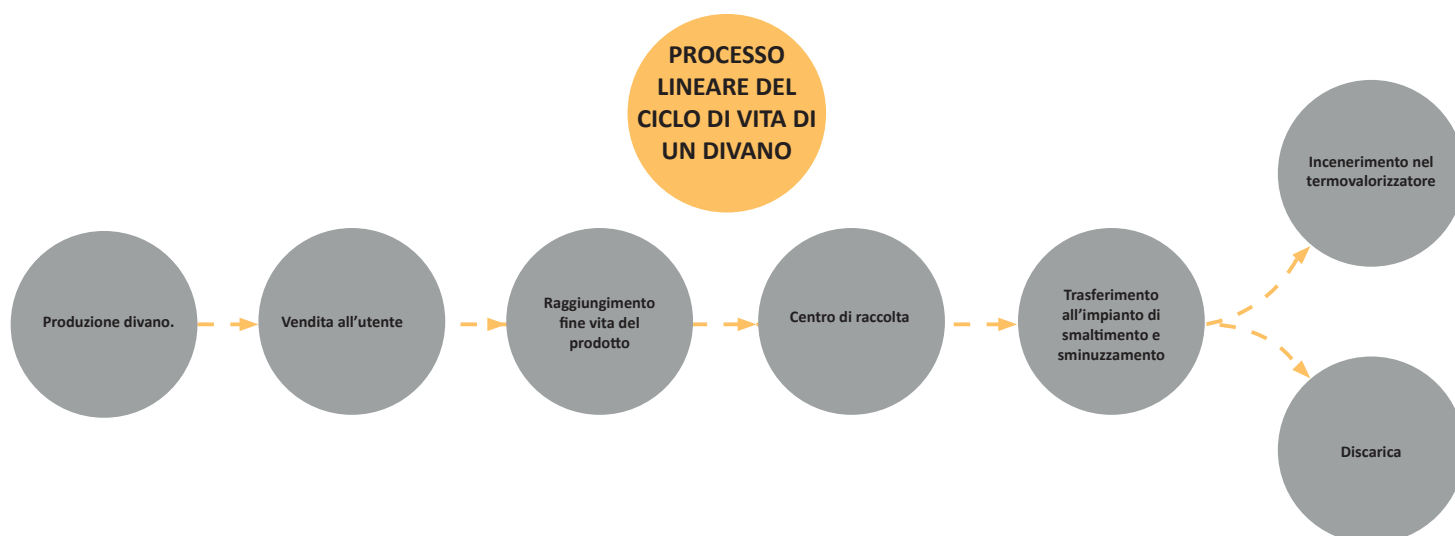 PROCESSO
LINEARE DEL
CICLO DI VITA DI
UN DIVANO
Produzione divano.
Vendita all’utente
Raggiungimento
fine vita del
prodotto
Centro di raccolta
Trasferimento
all’impianto di
smaltimento e
sminuzzamento
Incenerimento nel
termovalorizzatore
Discarica